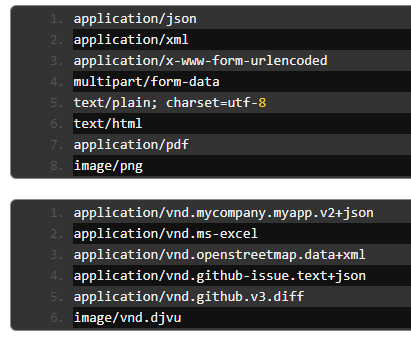 1. application/json
2. application/xml
3. application/x-www-form-urlencoded
4. multipart/form-data
5. text/plain; charset=utf-8
6. text/html
7. application/pdf
8. image/png
1. application/vnd.mycompany.myapp.v2+json
2. application/vnd.ms-excel
3. application/vnd.openstreetmap.data+xml
4. application/vnd.github-issue.text+json
5. application/vnd.github.v3.diff
6. image/vnd.djvu